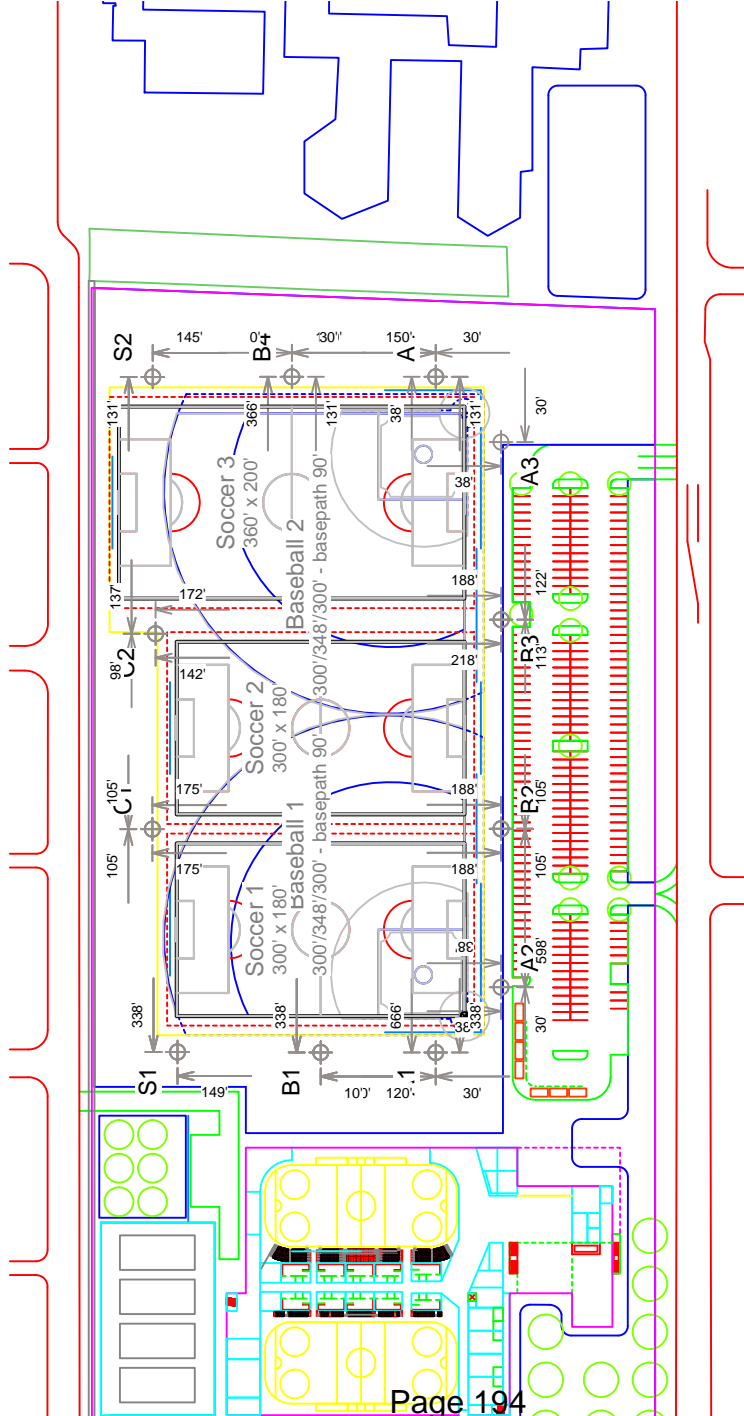 S2
145'
0'
B4
30'
150'
A
30'
131'
366'
131'
38'
131'
30'
Soccer 3
360' x 200'
38'
A3
Baseball 2
300'/348'/300' - basepath 90'
137'
172'
188'
122'
98'
C2
142'
218'
B3
113'
Soccer 2
300' x 180'
105'
C1
175'
188'
B2
105'
105'
175'
188'
105'
Baseball 1
300'/348'/300' - basepath 90'
Soccer 1
300' x 180'
A2
598'
338'
338'
666'
338'
30'
S1
149'
B1
120'
30'
Page 194